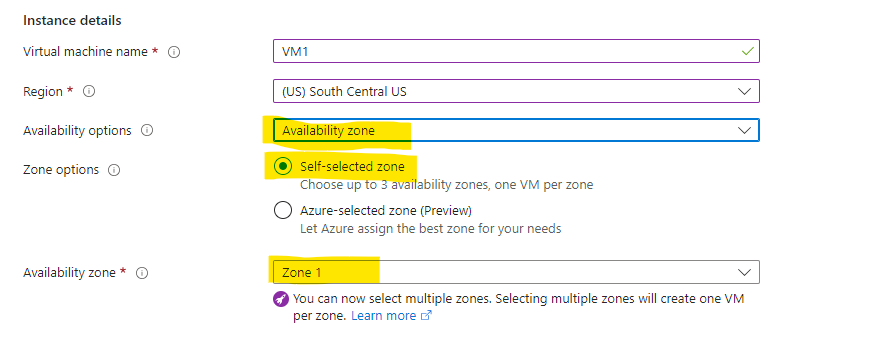 Instance details
Virtual machine name *
VM1
Region *
(US) South Central US
Availability options
Availability zone
Zone options
Self-selected zone
Choose up to 3 availability zones, one VM per zone
Azure-selected zone (Preview)
Let Azure assign the best zone for your needs
Availability zone *
Zone 1
You can now select multiple zones. Selecting multiple zones will create one VM
per zone. Learn more